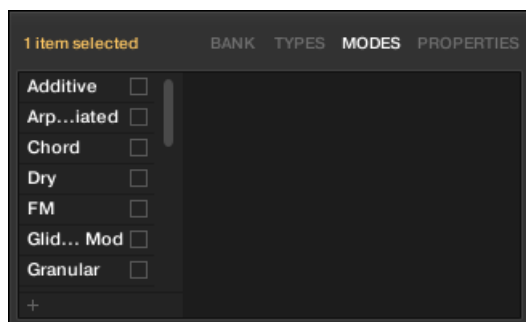 1 item selected BANK TYPES MODES PROPERTIES
Additive
Arp...iated
Chord
Dry
FM
Glid... Mod
Granular
+